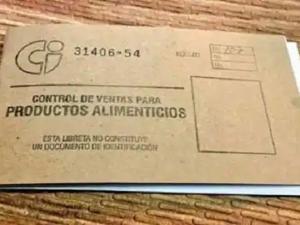 31406-54
CONTROL DE VENTAS PARA
PRODUCTOS ALIMENTICIOS
ESTA LIBRETA NO CONSTITUYE
UN DOCUMENTO DE IDENTIFICACIÓN